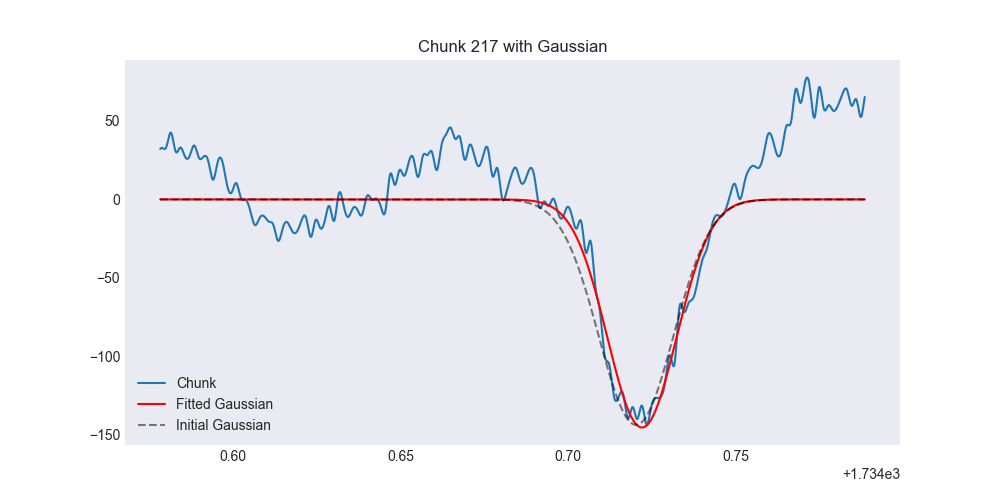 Chunk 217 with Gaussian
50
0
−50
−100
−150
Chunk
Fitted Gaussian
Initial Gaussian
0.60 0.65 0.70 0.75
+1.734e3